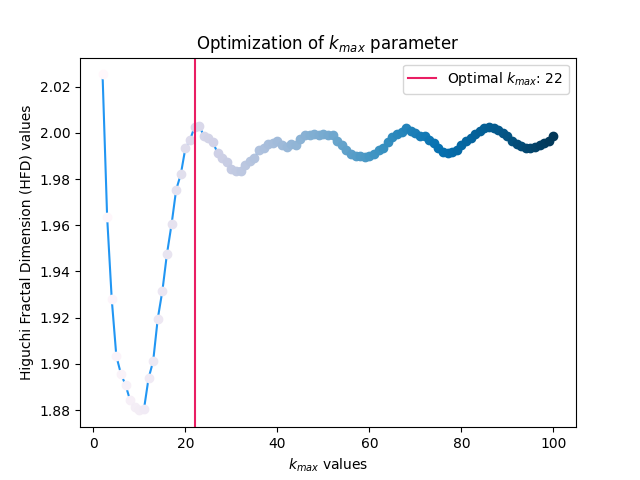 Optimization of $k_{max}$ parameter
Optimal $k_{max}$: 22
Higuchi Fractal Dimension (HFD) values
2.02
2.00
1.98
1.96
1.94
1.92
1.90
1.88
0 20 40 60 80 100
$k_{max}$ values